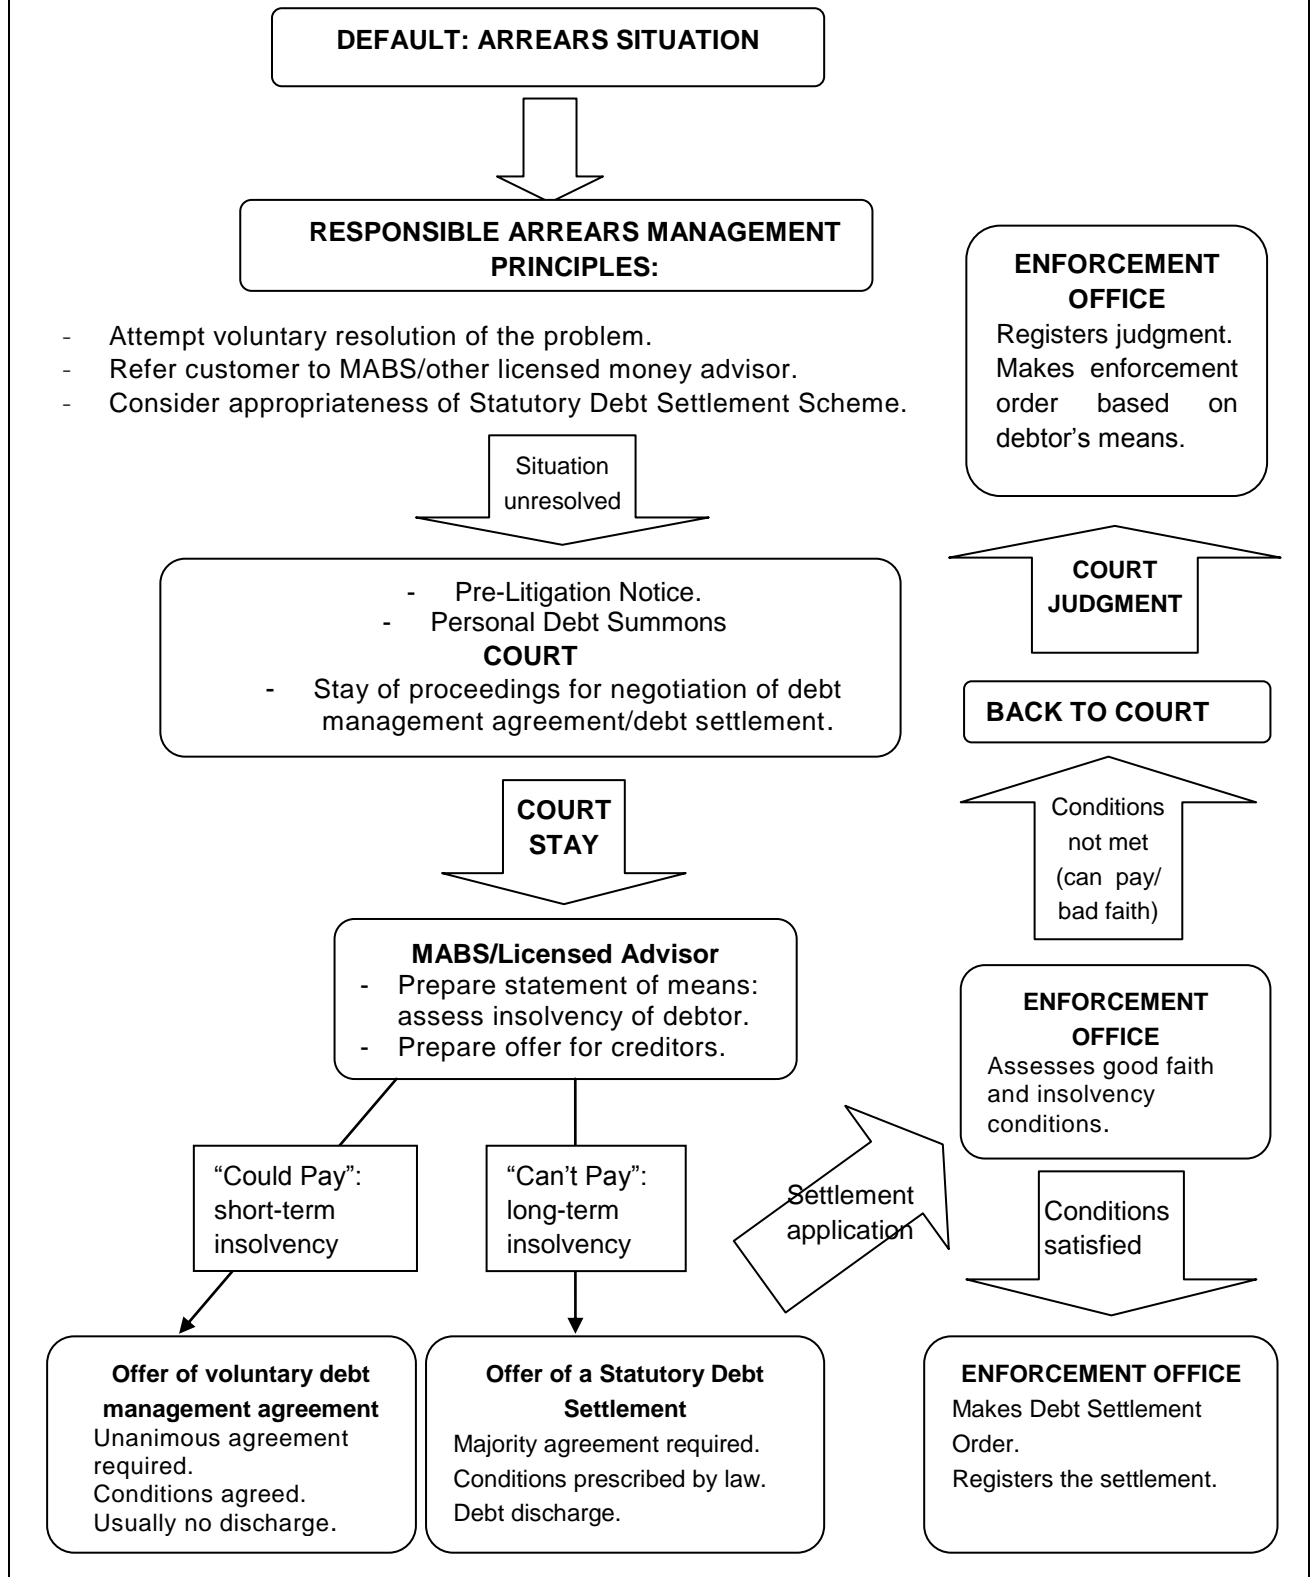 DEFAULT: ARREARS SITUATION
RESPONSIBLE ARREARS MANAGEMENT
PRINCIPLES:
- Attempt voluntary resolution of the problem.
- Refer customer to MABS/other licensed money advisor.
- Consider appropriateness of Statutory Debt Settlement Scheme.
Situation
unresolved
- Pre-Litigation Notice.
- Personal Debt Summons
COURT
- Stay of proceedings for negotiation of debt
management agreement/debt settlement.
COURT
STAY
MABS/Licensed Advisor
- Prepare statement of means:
assess insolvency of debtor.
- Prepare offer for creditors.
“Could Pay”:
short-term
insolvency
“Can’t Pay”:
long-term
insolvency
Offer of voluntary debt
management agreement
Unanimous agreement
required.
Conditions agreed.
Usually no discharge.
Offer of a Statutory Debt
Settlement
Majority agreement required.
Conditions prescribed by law.
Debt discharge.
Settlement
application
ENFORCEMENT
OFFICE
Assesses good faith
and insolvency
conditions.
Conditions
satisfied
ENFORCEMENT OFFICE
Makes Debt Settlement
Order.
Registers the settlement.
Conditions
not met
(can pay/
bad faith)
BACK TO COURT
COURT
JUDGMENT
ENFORCEMENT
OFFICE
Registers judgment.
Makes enforcement
order based on
debtor’s means.